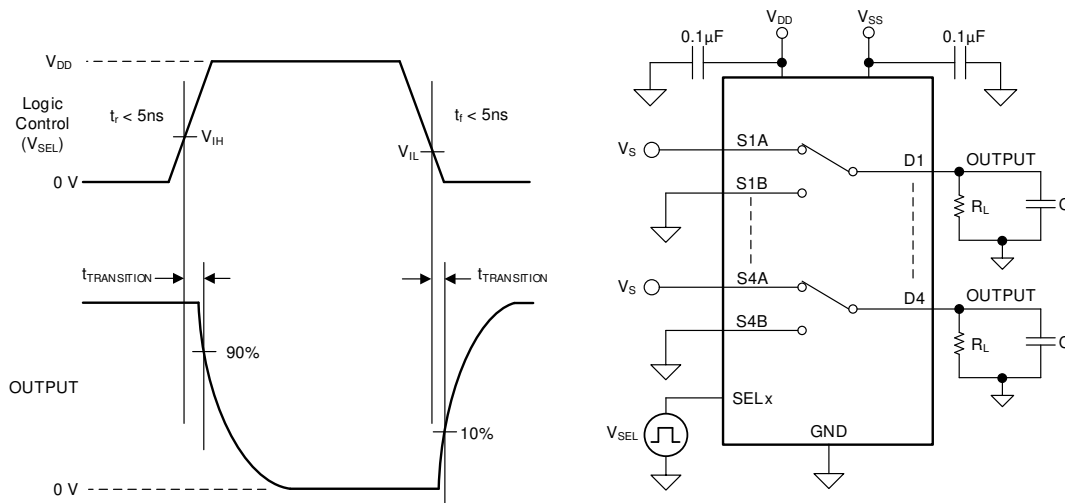 V_DD
Logic
Control
(V_SEL)
t_r < 5ns
V_IH
V_IL
t_f < 5ns
0 V
t_TRANSITION
t_TRANSITION
90%
OUTPUT
10%
0 V
V_DD
V_SS
0.1µF
0.1µF
V_S
S1A
D1
OUTPUT
S1B
R_L
C
V_S
S4A
D4
OUTPUT
S4B
R_L
C
SELx
V_SEL
GND